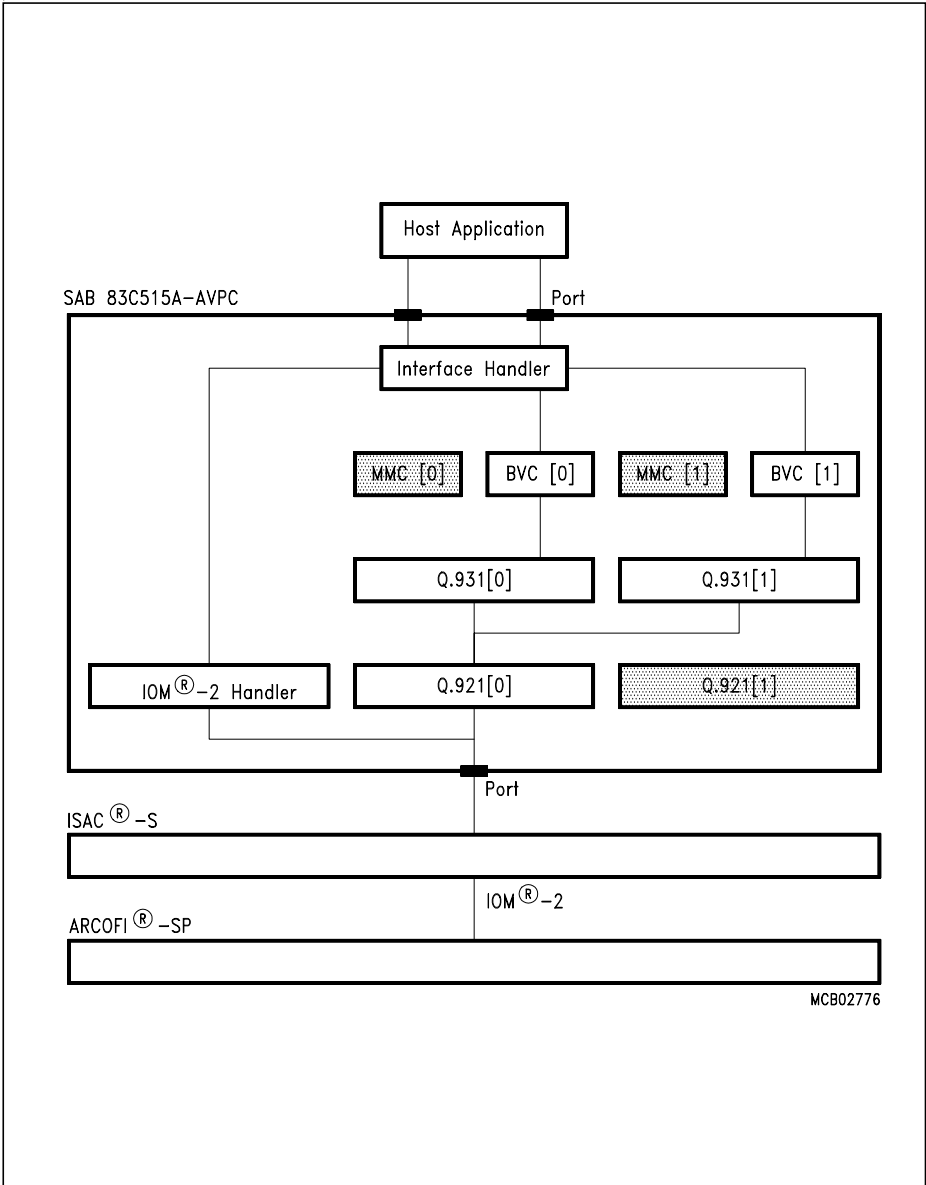 Host Application
SAB 83C515A-AVPC
Port
Interface Handler
MMC [0]
BVC [0]
MMC [1]
BVC [1]
Q.931[0]
Q.931[1]
IOM®-2 Handler
Q.921[0]
Q.921[1]
Port
ISAC®-S
IOM®-2
ARCOFI®-SP
MCB02776